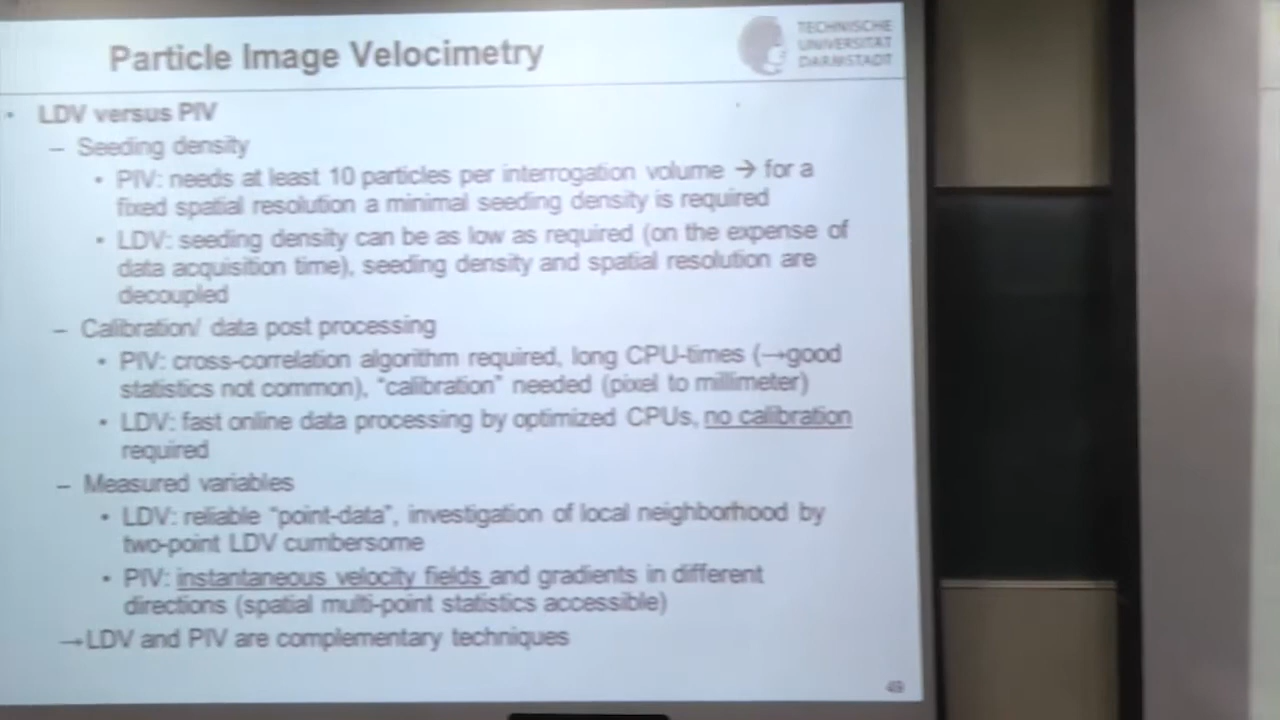 Particle Image Velocimetry
TECHNISCHE
UNIVERSITÄT
DARMSTADT
• LDV versus PIV
– Seeding density
• PIV: needs at least 10 particles per interrogation volume → for a
fixed spatial resolution a minimal seeding density is required
• LDV: seeding density can be as low as required (on the expense of
data acquisition time), seeding density and spatial resolution are
decoupled
– Calibration/ data post processing
• PIV: cross-correlation algorithm required, long CPU-times (→good
statistics not common), "calibration" needed (pixel to millimeter)
• LDV: fast online data processing by optimized CPUs, no calibration
required
– Measured variables
• LDV: reliable "point-data", investigation of local neighborhood by
two-point LDV cumbersome
• PIV: instantaneous velocity fields and gradients in different
directions (spatial multi-point statistics accessible)
→LDV and PIV are complementary techniques
49